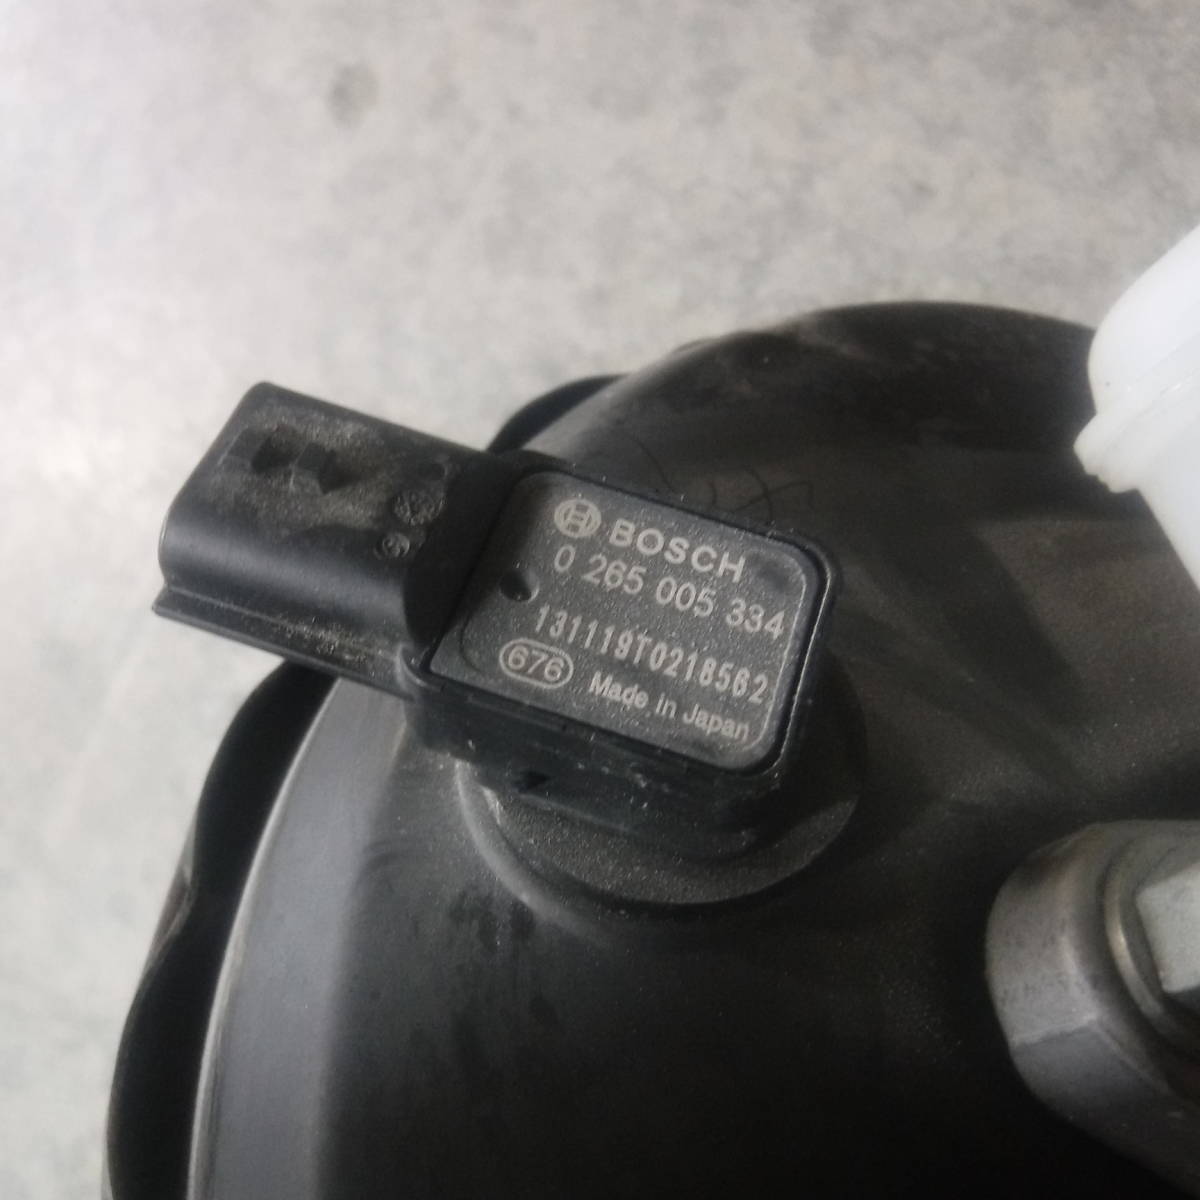 BOSCH
0 265 005 334
131119T0218562
676 Made in Japan